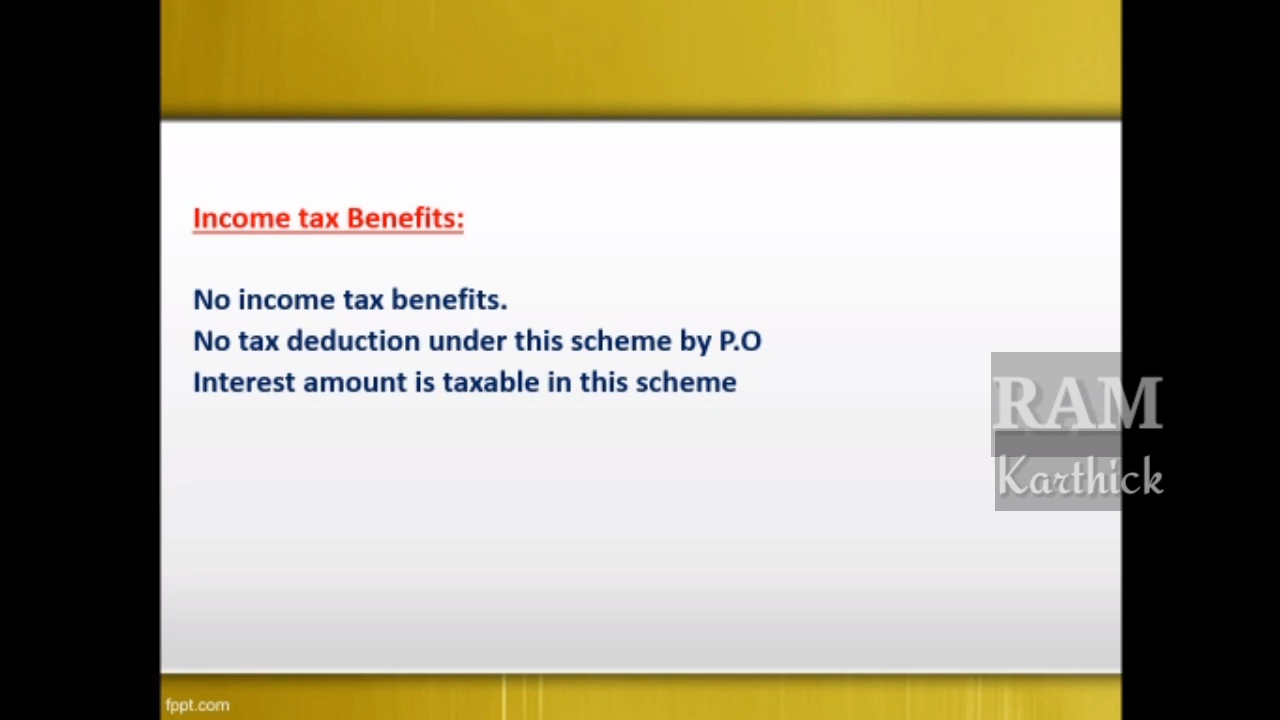 Income tax Benefits:
No income tax benefits.
No tax deduction under this scheme by P.O
Interest amount is taxable in this scheme
RAM
Karthick
fppt.com